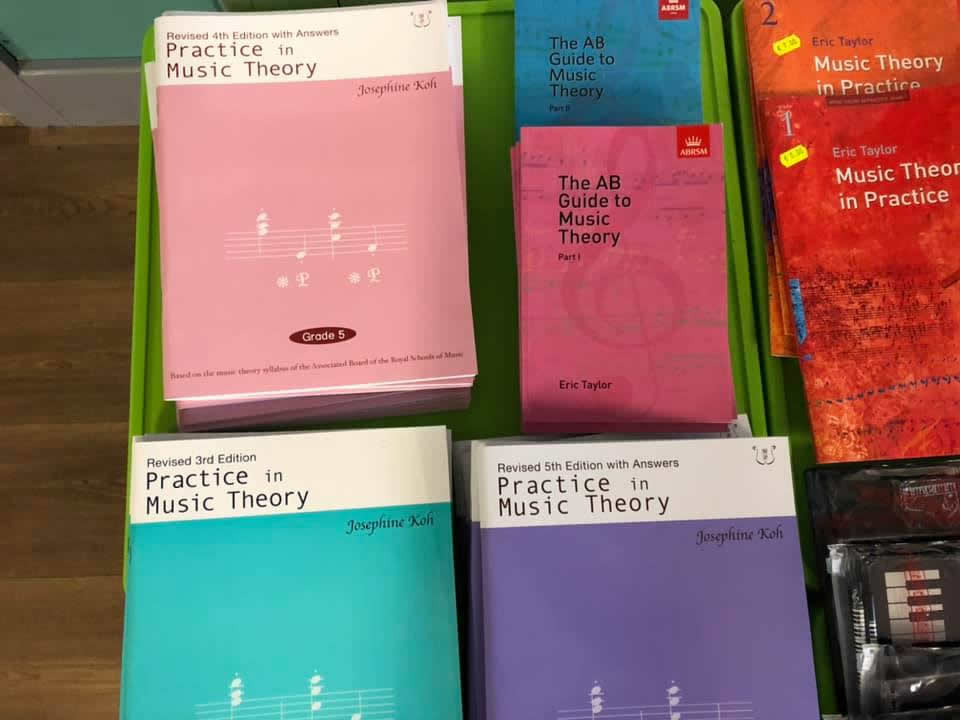 Revised 4th Edition with Answers
Practice in
Music Theory
Josephine Koh
Grade 5
Based on the music theory syllabus of the Associated Board of the Royal Schools of Music
ABRSM
The AB
Guide to
Music
Theory
Part II
ABRSM
The AB
Guide to
Music
Theory
Part I
Eric Taylor
2
Eric Taylor
Music Theory
in Practice
1
Eric Taylor
Music Theor
in Practice
Revised 3rd Edition
Practice in
Music Theory
Josephine Koh
Revised 5th Edition with Answers
Practice in
Music Theory
Josephine Koh